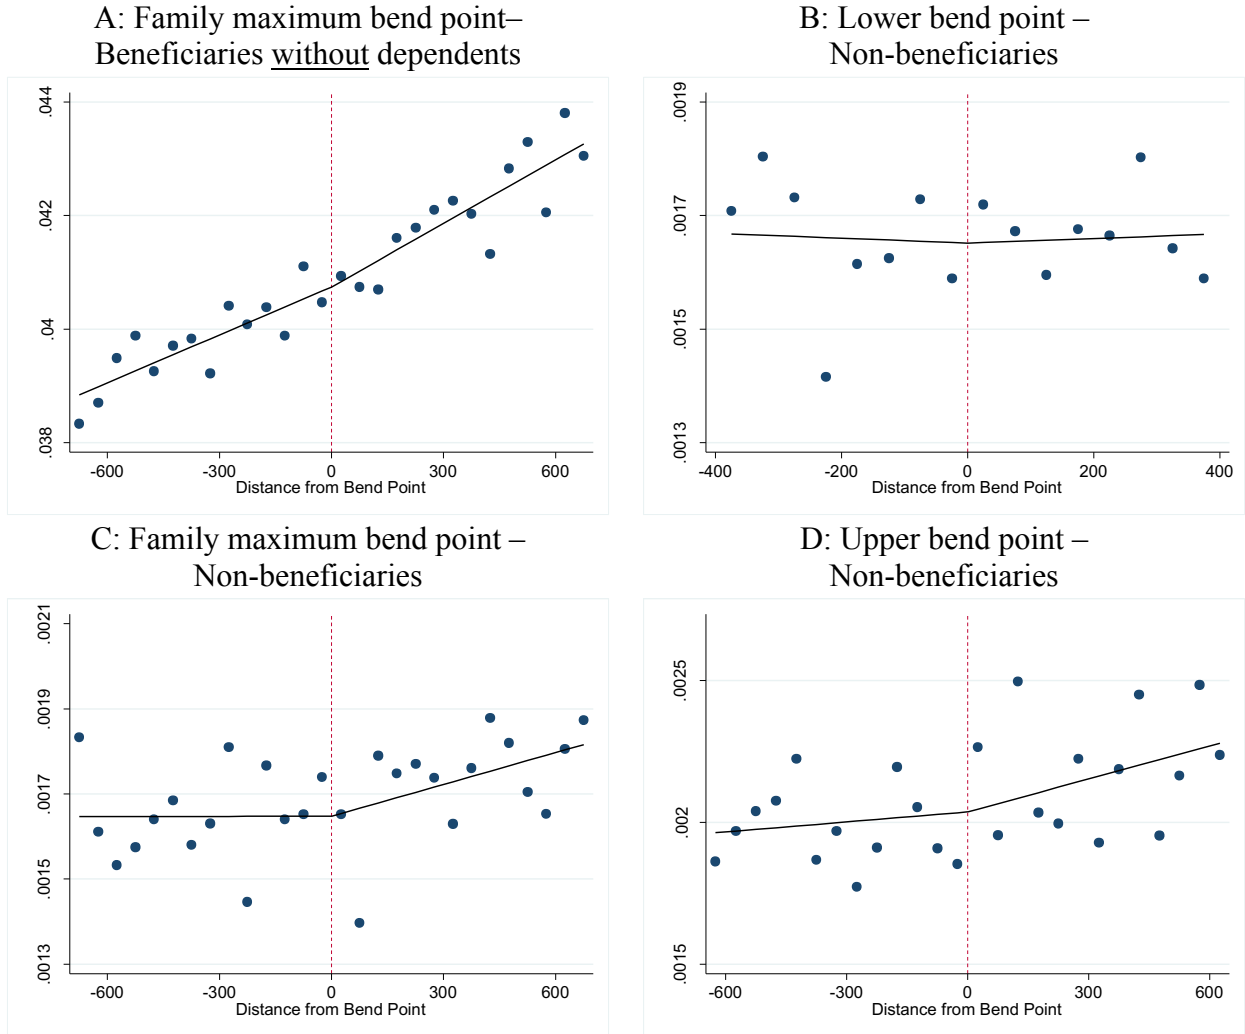 A: Family maximum bend point–
Beneficiaries without dependents
.044
.042
.04
.038
-600 -300 0 300 600
Distance from Bend Point
B: Lower bend point –
Non-beneficiaries
.0019
.0017
.0015
.0013
-400 -200 0 200 400
Distance from Bend Point
C: Family maximum bend point –
Non-beneficiaries
.0021
.0019
.0017
.0015
.0013
-600 -300 0 300 600
Distance from Bend Point
D: Upper bend point –
Non-beneficiaries
.0025
.002
.0015
-600 -300 0 300 600
Distance from Bend Point